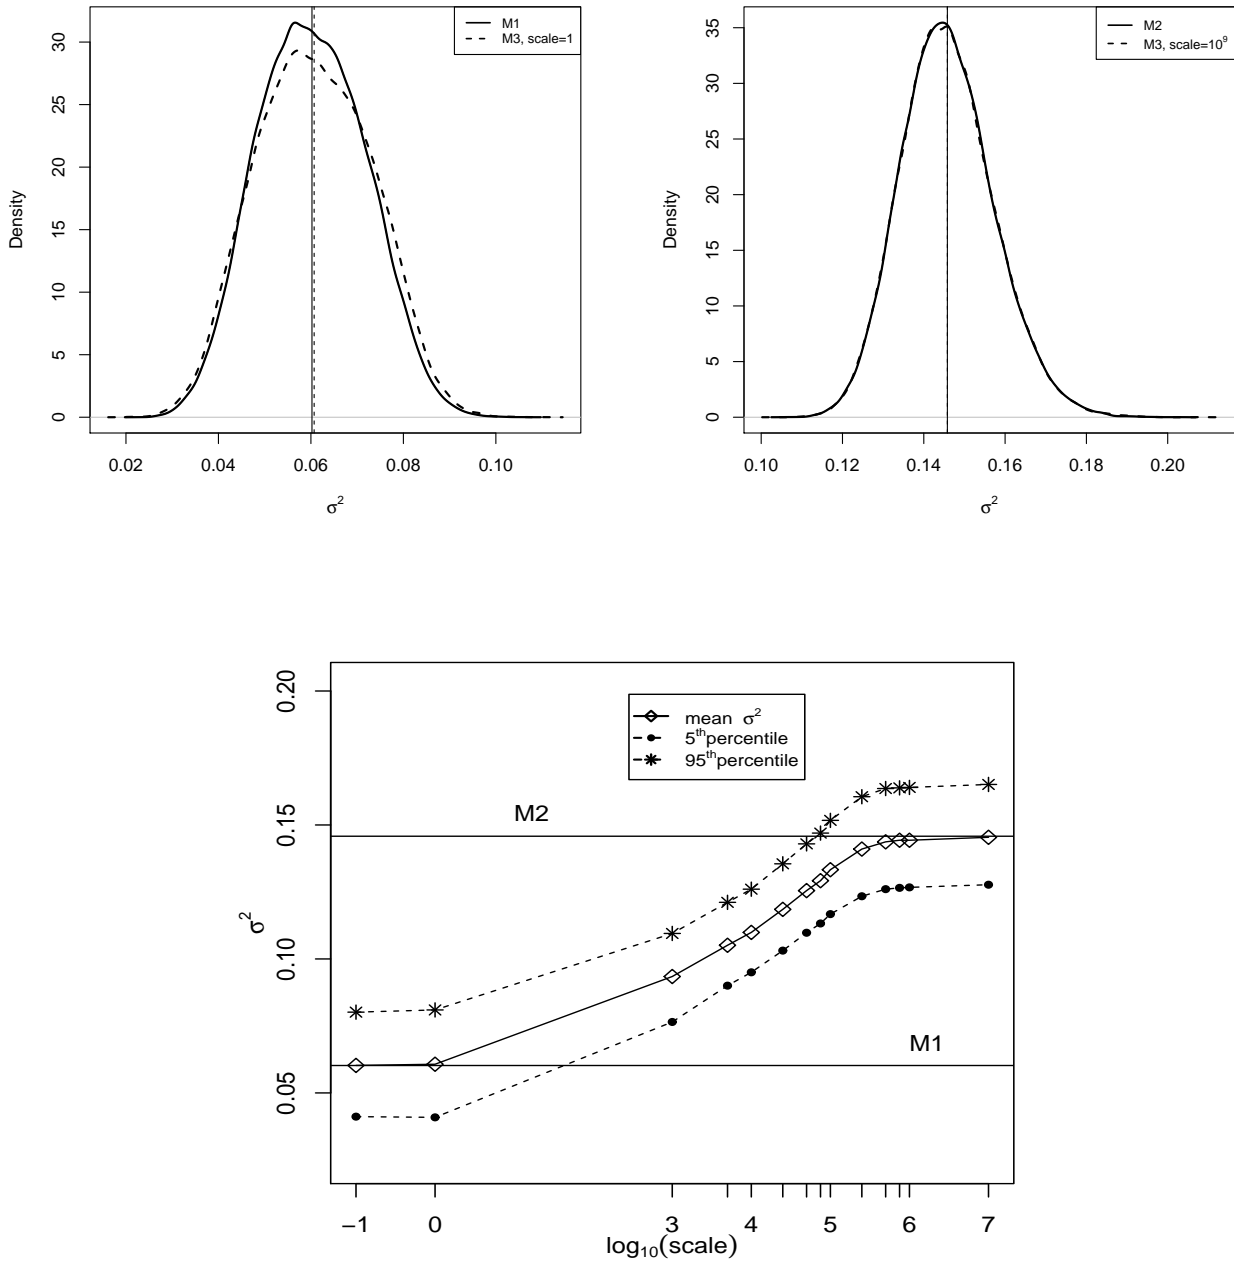 M1
M3, scale=1
Density
0 5 10 15 20 25 30
0.02 0.04 0.06 0.08 0.10
σ²
M2
M3, scale=10⁹
Density
0 5 10 15 20 25 30 35
0.10 0.12 0.14 0.16 0.18 0.20
σ²
mean σ²
5ᵗʰpercentile
95ᵗʰpercentile
M2
M1
σ²
0.05 0.10 0.15 0.20
−1 0 3 4 5 6 7
log₁₀(scale)